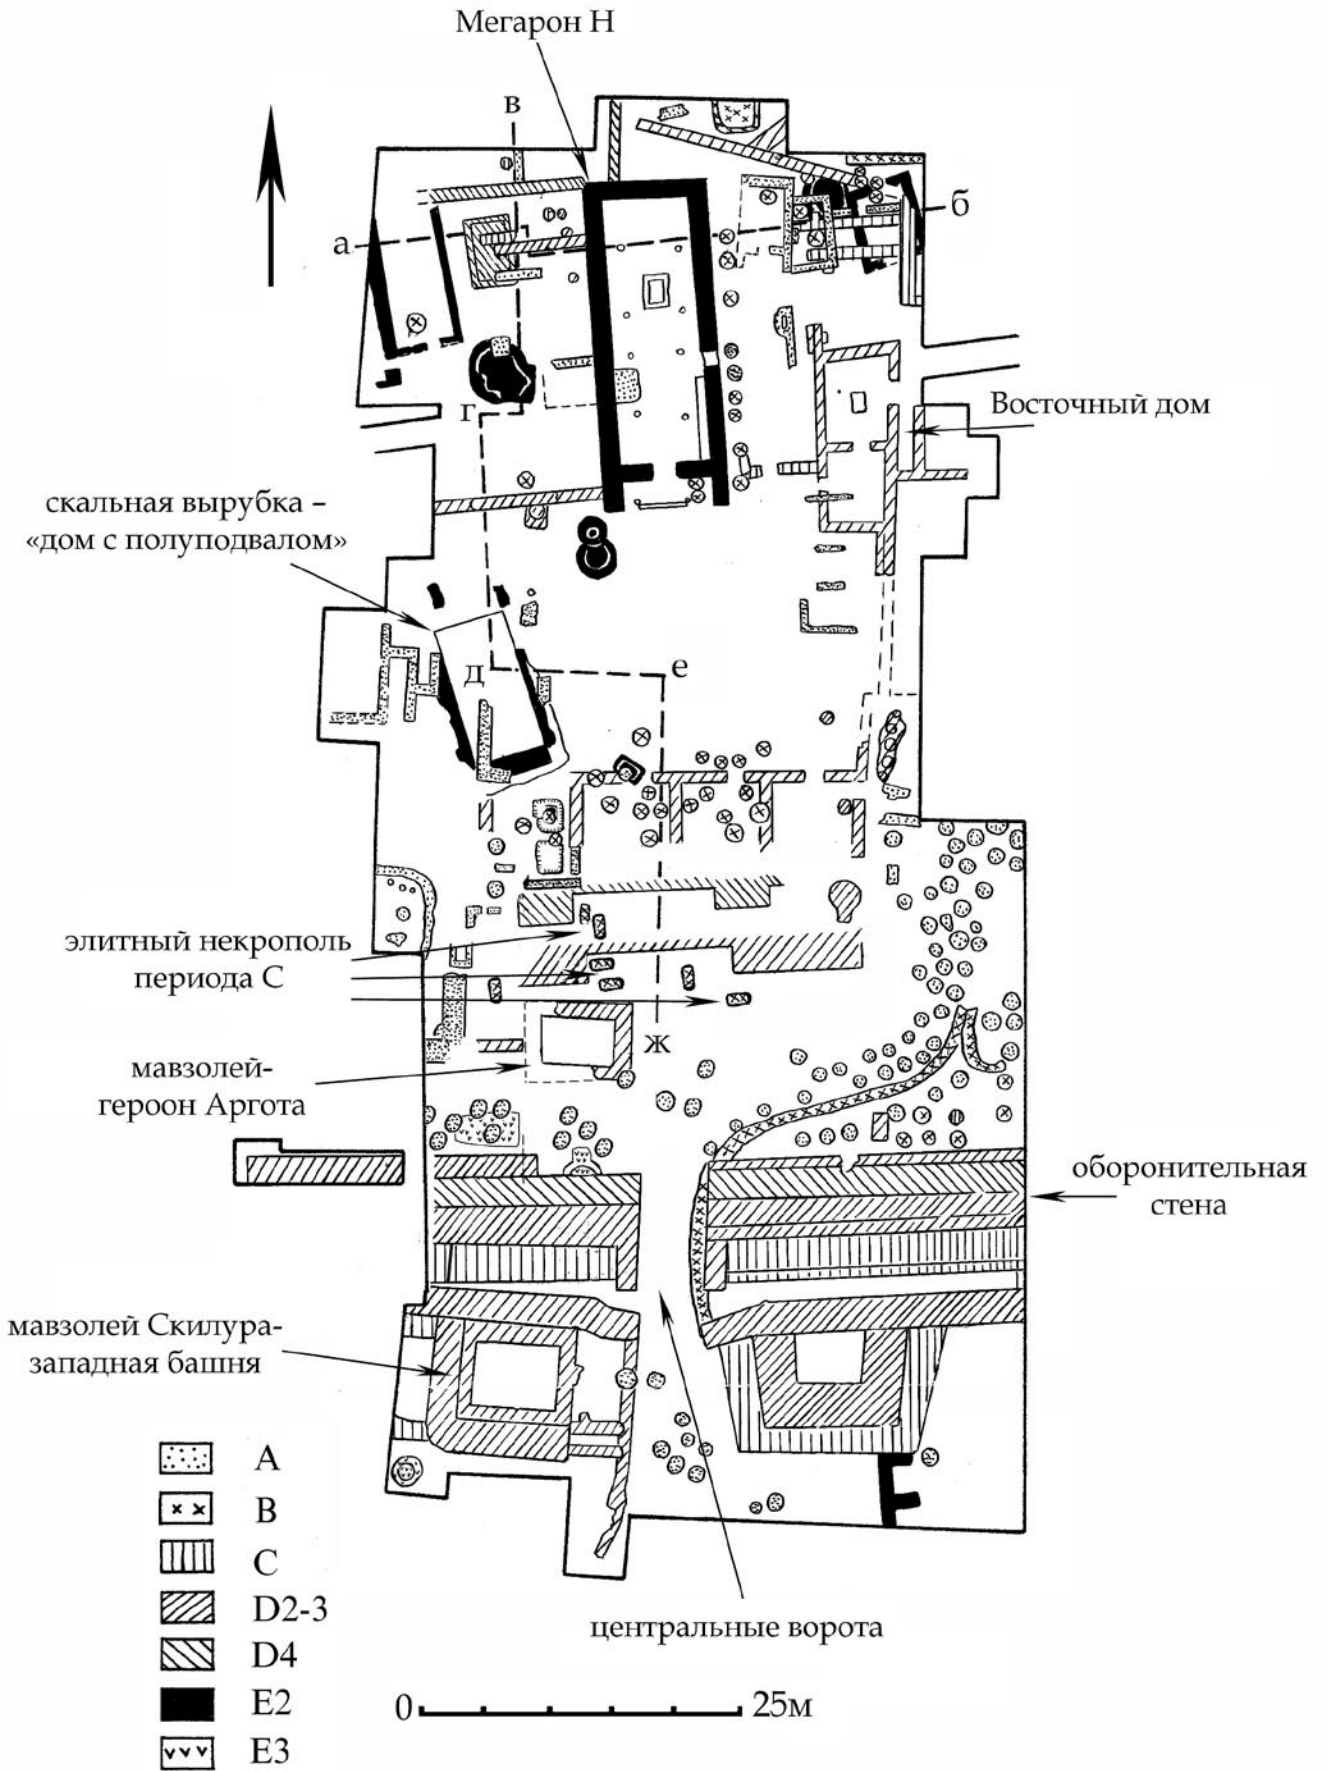 Мегарон Н
в
а
б
г
Восточный дом
скальная вырубка –
«дом с полуподвалом»
д
е
элитный некрополь
периода С
ж
мавзолей-
героон Аргота
оборонительная
стена
мавзолей Скилура-
западная башня
A
B
C
D2-3
D4
E2
E3
центральные ворота
0
25м